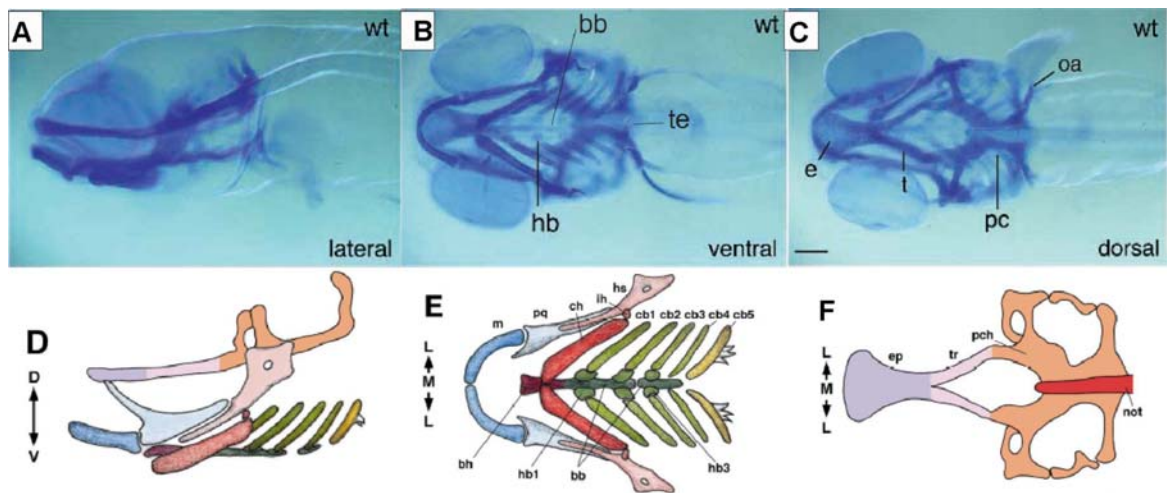 A
wt
lateral
B
wt
bb
te
hb
ventral
C
wt
oa
e
t
pc
dorsal
D
D
V
E
L
M
L
m
pq
ch
ih
hs
cb1 cb2 cb3 cb4 cb5
bh
hb1
bb
hb3
F
L
M
L
ep
tr
pch
not